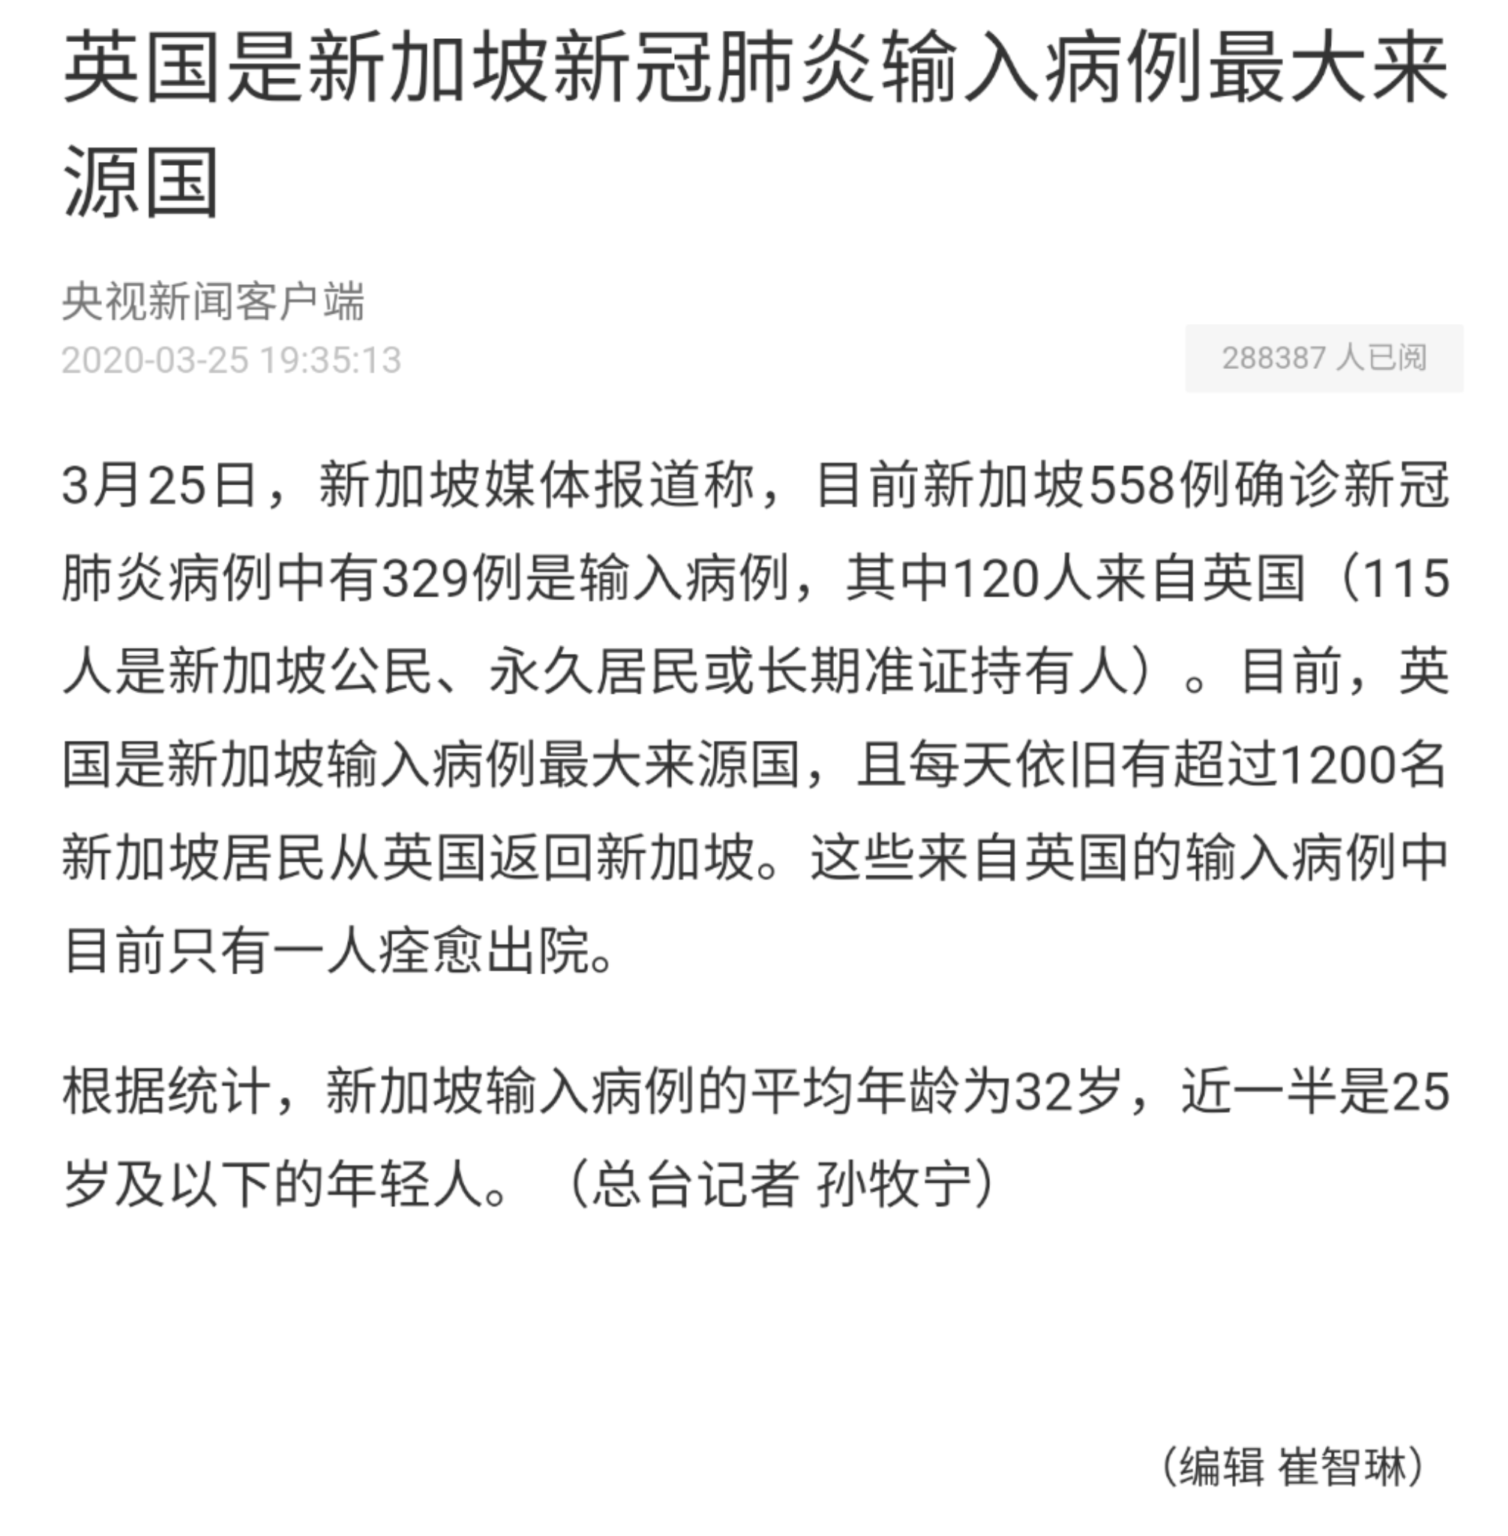 英国是新加坡新冠肺炎输入病例最大来
源国
央视新闻客户端
2020-03-25 19:35:13
288387 人已阅
3月25日，新加坡媒体报道称，目前新加坡558例确诊新冠
肺炎病例中有329例是输入病例，其中120人来自英国（115
人是新加坡公民、永久居民或长期准证持有人）。目前，英
国是新加坡输入病例最大来源国，且每天依旧有超过1200名
新加坡居民从英国返回新加坡。这些来自英国的输入病例中
目前只有一人痊愈出院。
根据统计，新加坡输入病例的平均年龄为32岁，近一半是25
岁及以下的年轻人。（总台记者 孙牧宁）
（编辑 崔智琳）